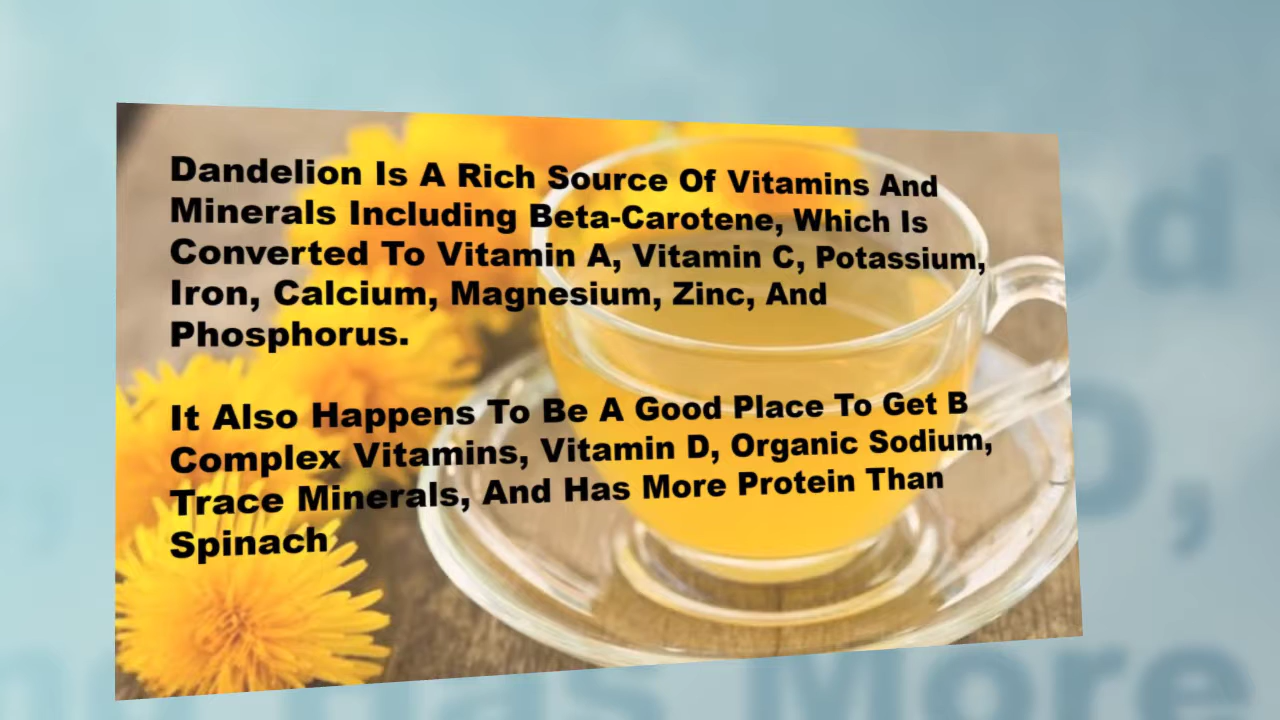 Dandelion Is A Rich Source Of Vitamins And
Minerals Including Beta-Carotene, Which Is
Converted To Vitamin A, Vitamin C, Potassium,
Iron, Calcium, Magnesium, Zinc, And
Phosphorus.
It Also Happens To Be A Good Place To Get B
Complex Vitamins, Vitamin D, Organic Sodium,
Trace Minerals, And Has More Protein Than
Spinach